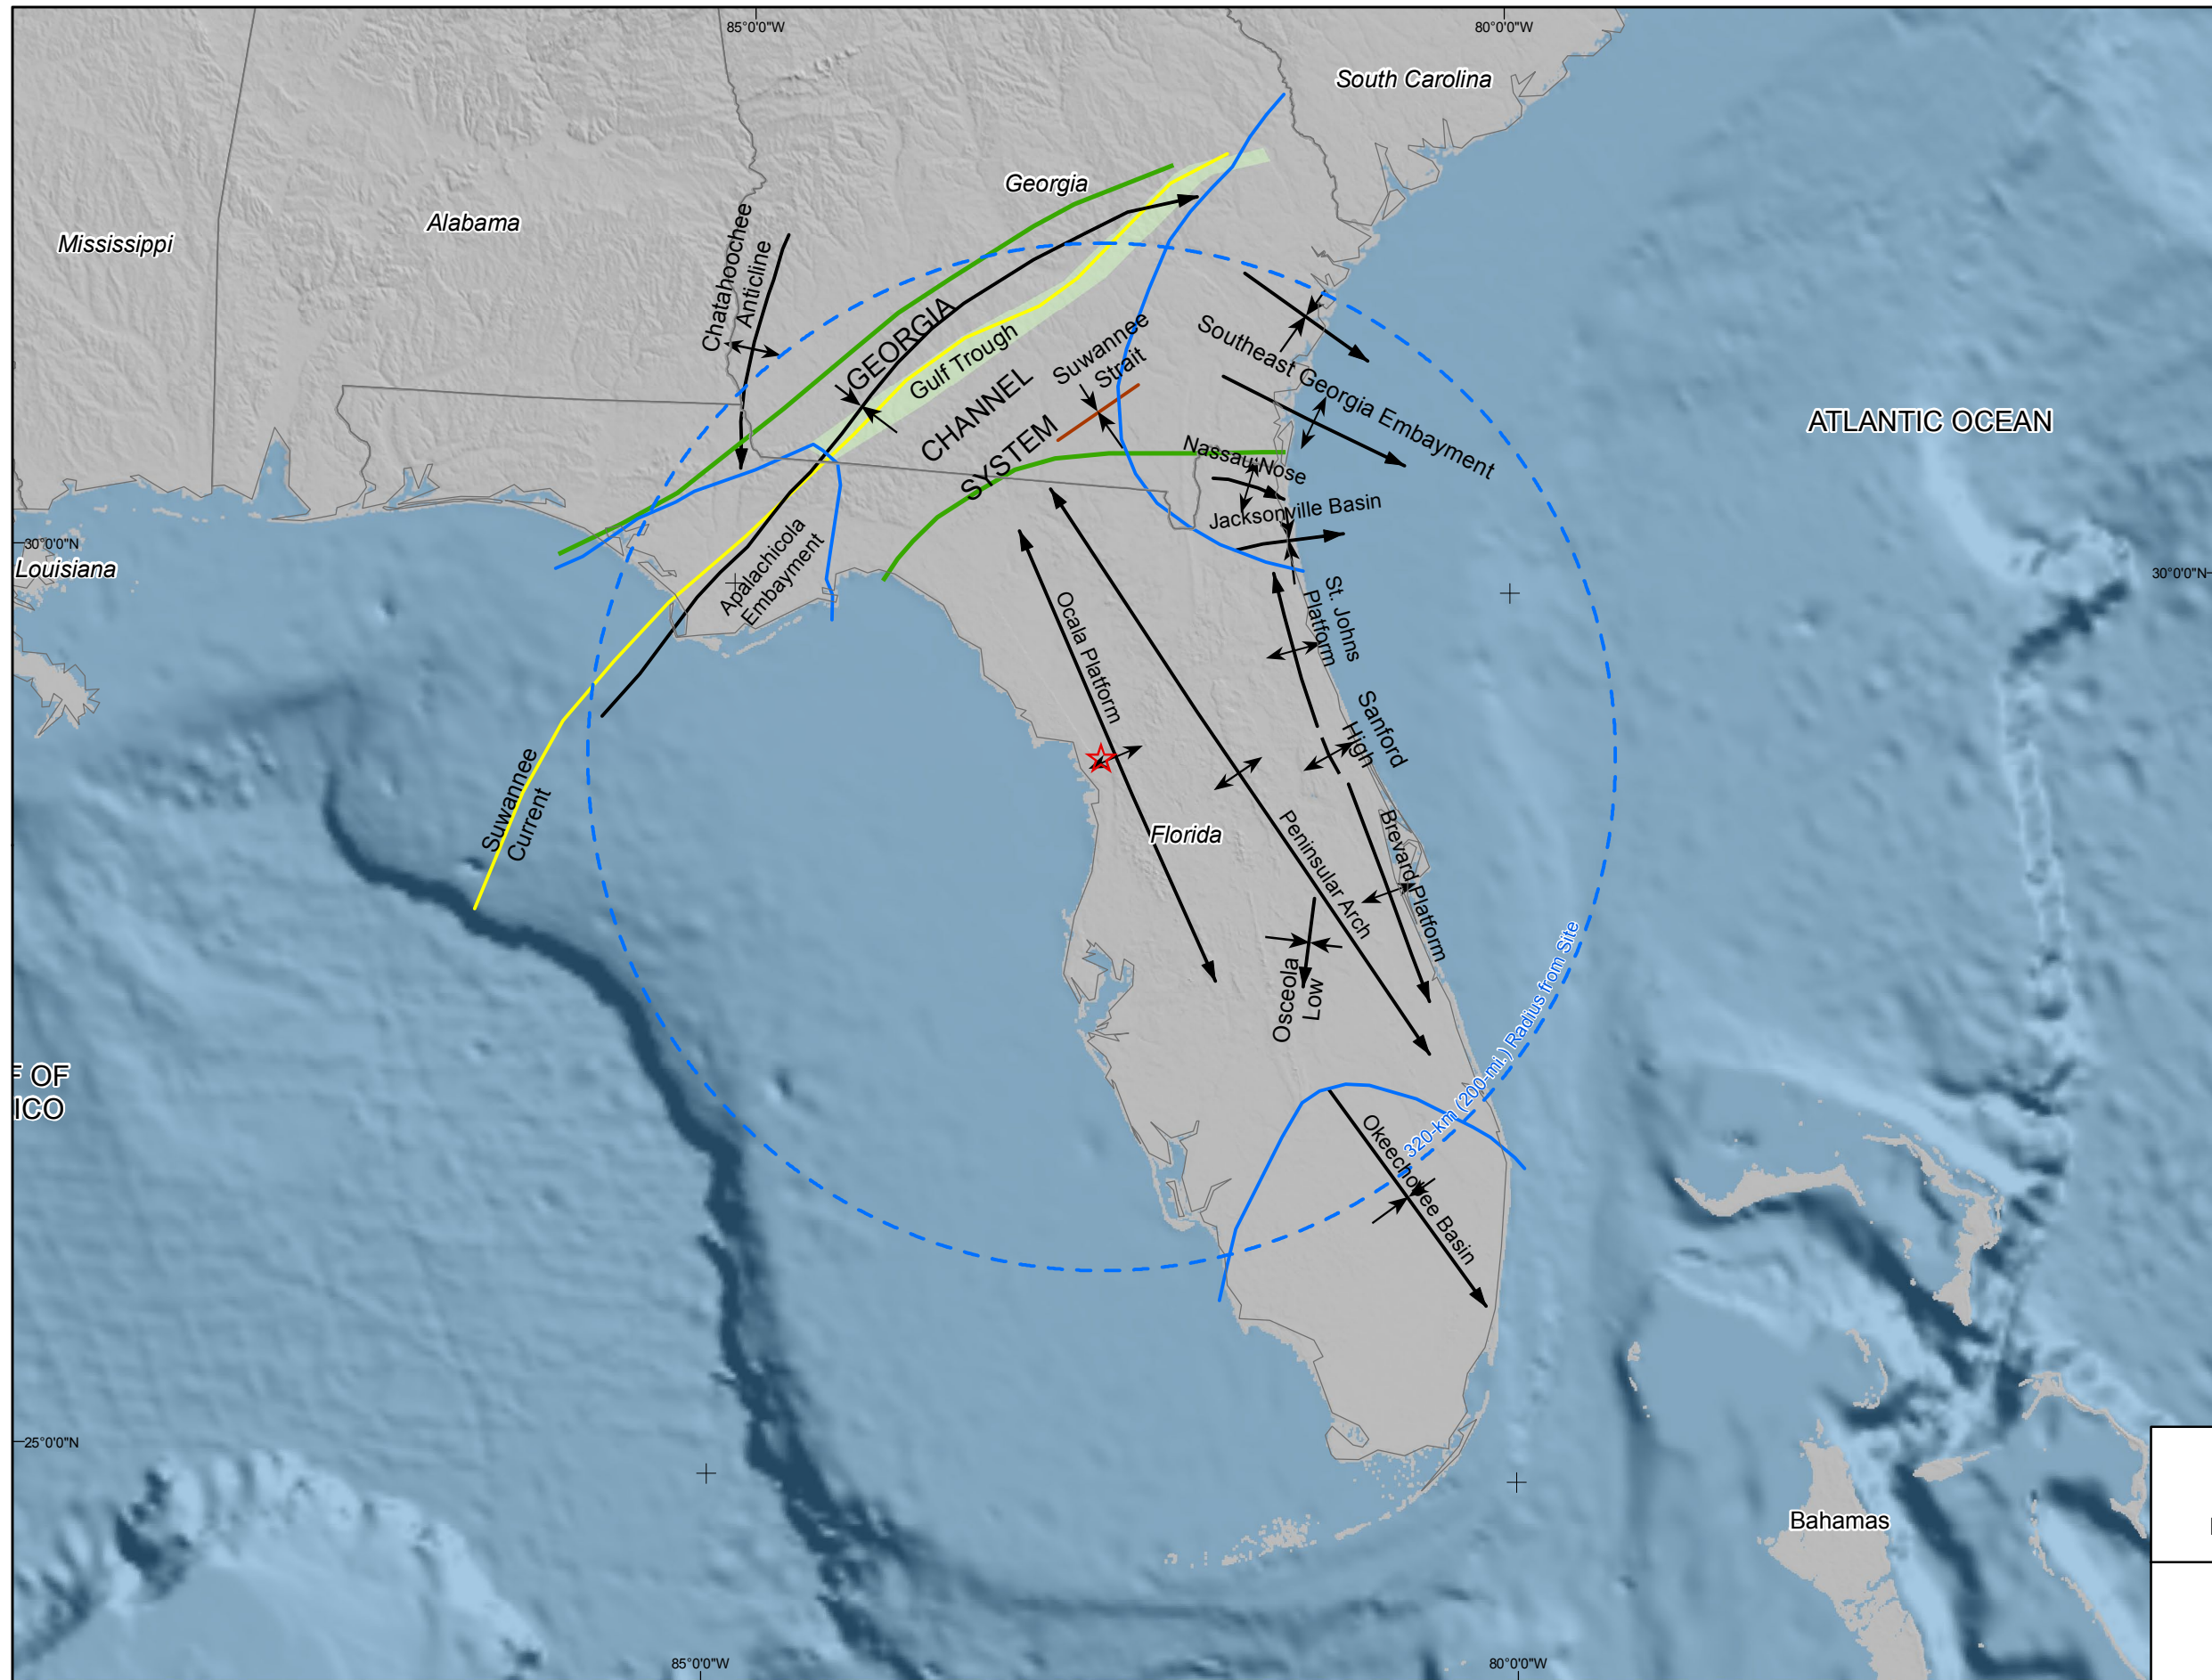 85°0'0"W
80°0'0"W
South Carolina
Georgia
Alabama
Mississippi
Chatahoochee
Anticline
GEORGIA
Gulf Trough
CHANNEL
SYSTEM
Suwannee
Strait
Southeast Georgia Embayment
ATLANTIC OCEAN
Nassau Nose
Jacksonville Basin
30°0'0"N
30°0'0"N
Louisiana
Apalachicola
Embayment
Ocala Platform
St. Johns
Platform
Sanford
High
Suwannee
Current
Florida
Peninsular Arch
Brevard Platform
Osceola
Low
320-km (200-mi.) Radius from Site
F OF
ICO
Okeechobee Basin
25°0'0"N
Bahamas
85°0'0"W
80°0'0"W